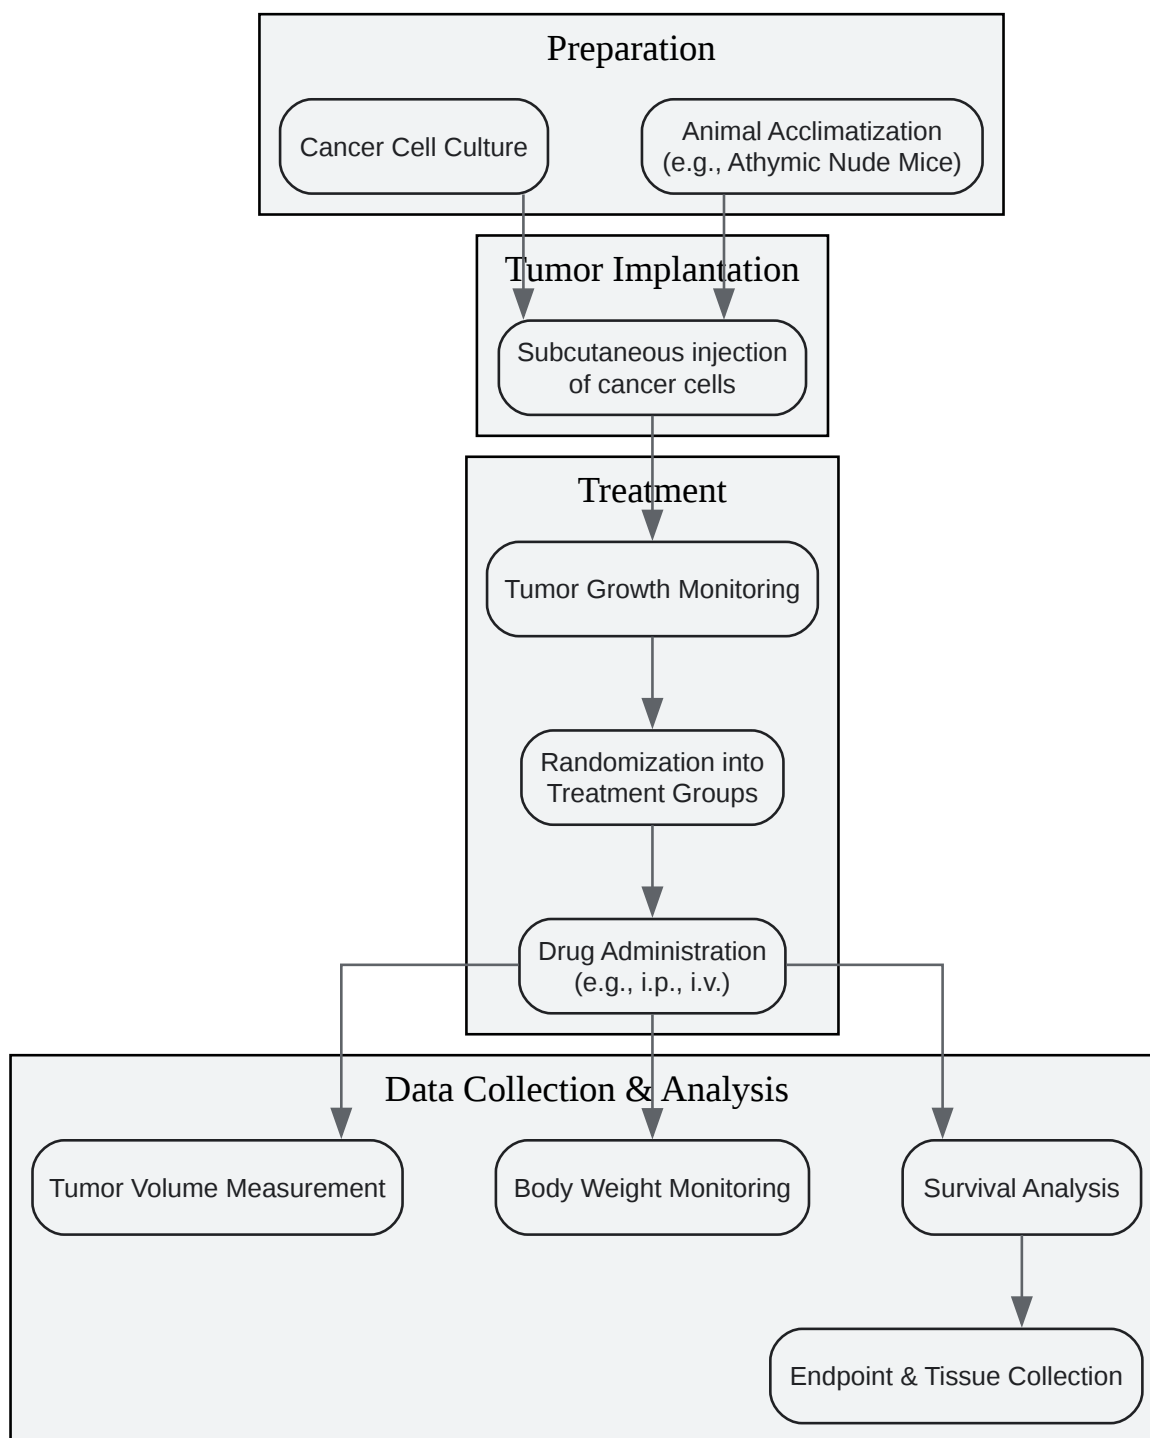 Preparation
Cancer Cell Culture
Animal Acclimatization
(e.g., Athymic Nude Mice)
Tumor Implantation
Subcutaneous injection
of cancer cells
Treatment
Tumor Growth Monitoring
Randomization into
Treatment Groups
Drug Administration
(e.g., i.p., i.v.)
Data Collection & Analysis
Tumor Volume Measurement
Body Weight Monitoring
Survival Analysis
Endpoint & Tissue Collection